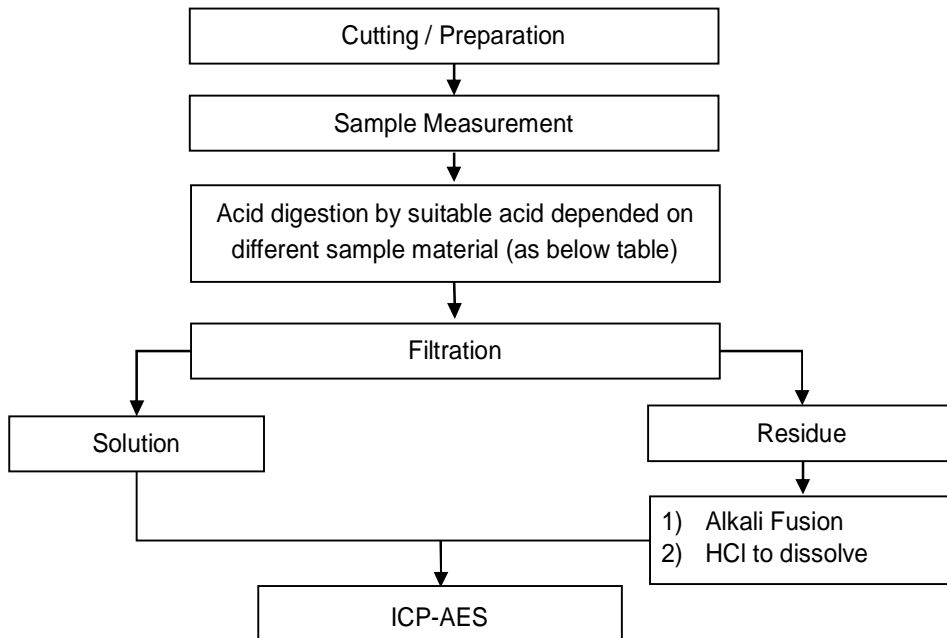 Cutting / Preparation
Sample Measurement
Acid digestion by suitable acid depended on
different sample material (as below table)
Filtration
Solution
Residue
1) Alkali Fusion
2) HCl to dissolve
ICP-AES